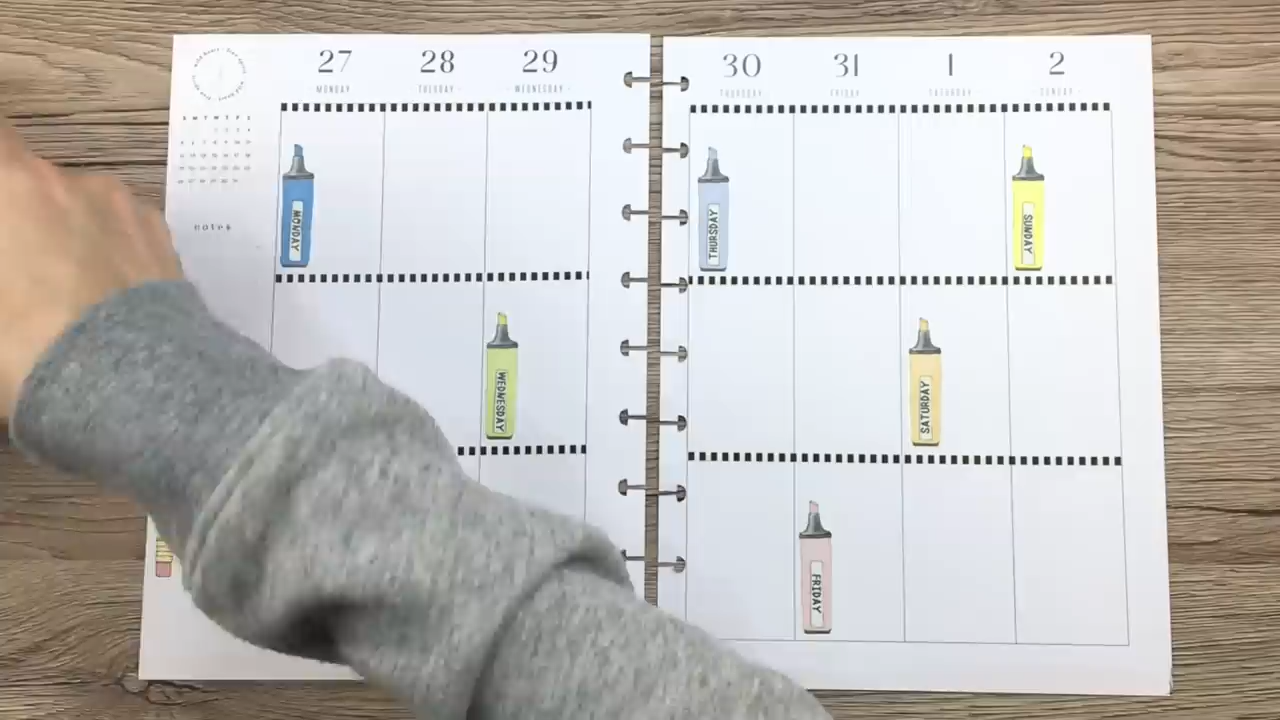 27 28 29 30 31 1 2
MONDAY TUESDAY WEDNESDAY THURSDAY FRIDAY SATURDAY SUNDAY
S M T W T F S
notes
MONDAY
THURSDAY
SUNDAY
WEDNESDAY
SATURDAY
FRIDAY